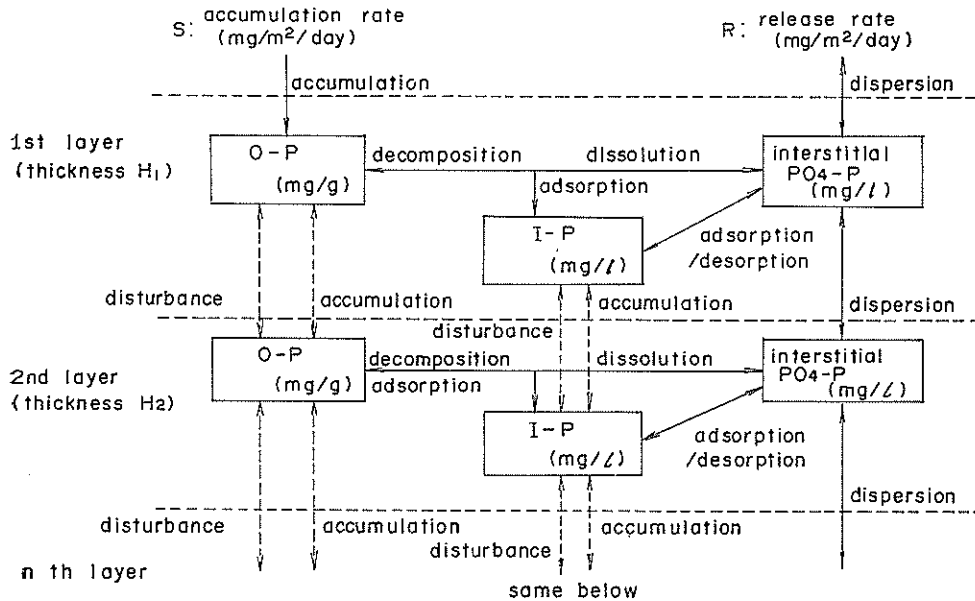 S: accumulation rate
(mg/m²/day)
R: release rate
(mg/m²/day)
accumulation
dispersion
1st layer
(thickness H₁)
O-P
(mg/g)
decomposition
dissolution
adsorption
interstitial
PO4-P
(mg/l)
I-P
(mg/l)
adsorption
/desorption
disturbance
accumulation
disturbance
accumulation
dispersion
2nd layer
(thickness H2)
O-P
(mg/g)
decomposition
adsorption
dissolution
interstitial
PO4-P
(mg/l)
I-P
(mg/l)
adsorption
/desorption
disturbance
accumulation
disturbance
accumulation
dispersion
n th layer
same below